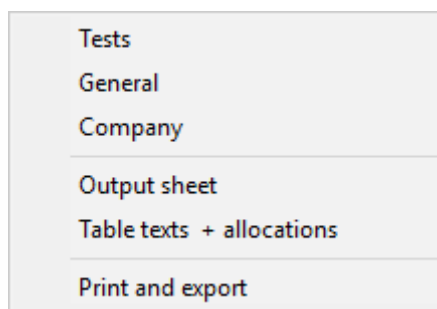 Tests
General
Company
Output sheet
Table texts  + allocations
Print and export